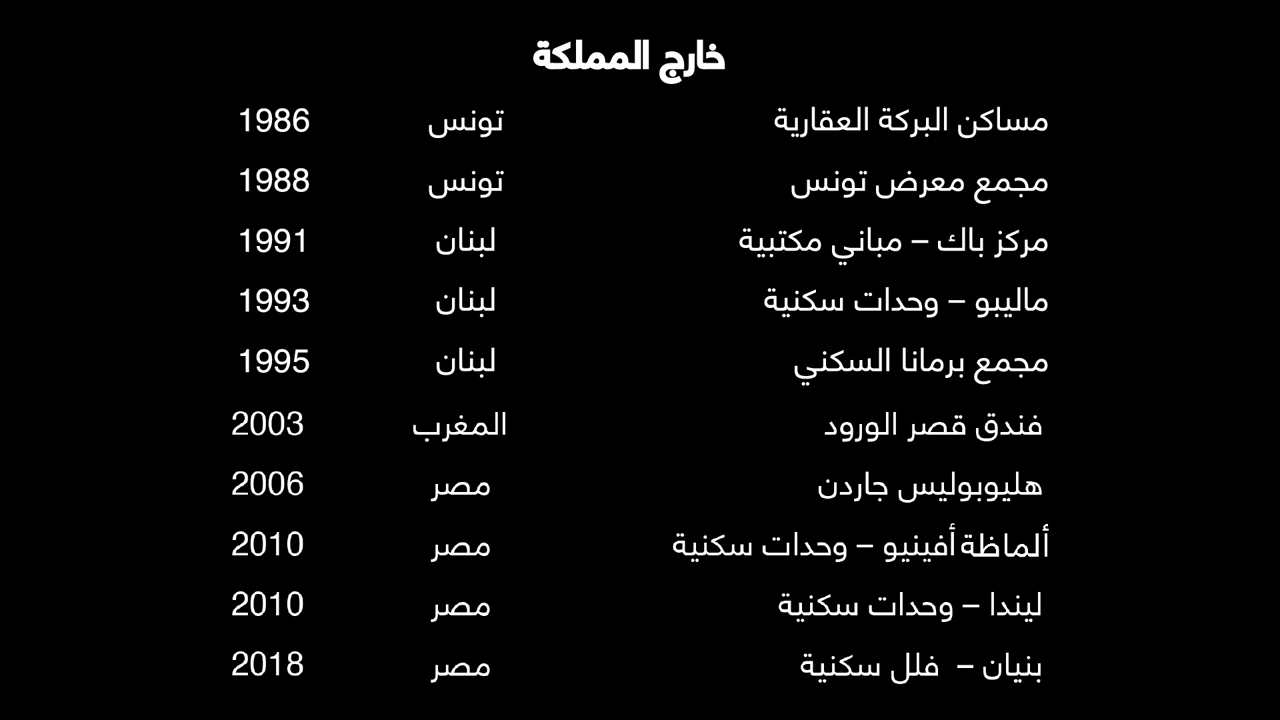 خارج المملكة
مساكن البركة العقارية تونس 1986
مجمع معرض تونس تونس 1988
مركز باك – مباني مكتبية لبنان 1991
ماليبو – وحدات سكنية لبنان 1993
مجمع برمانا السكني لبنان 1995
فندق قصر الورود المغرب 2003
هليوبوليس جاردن مصر 2006
ألماظة أفينيو – وحدات سكنية مصر 2010
ليندا – وحدات سكنية مصر 2010
بنيان – فلل سكنية مصر 2018